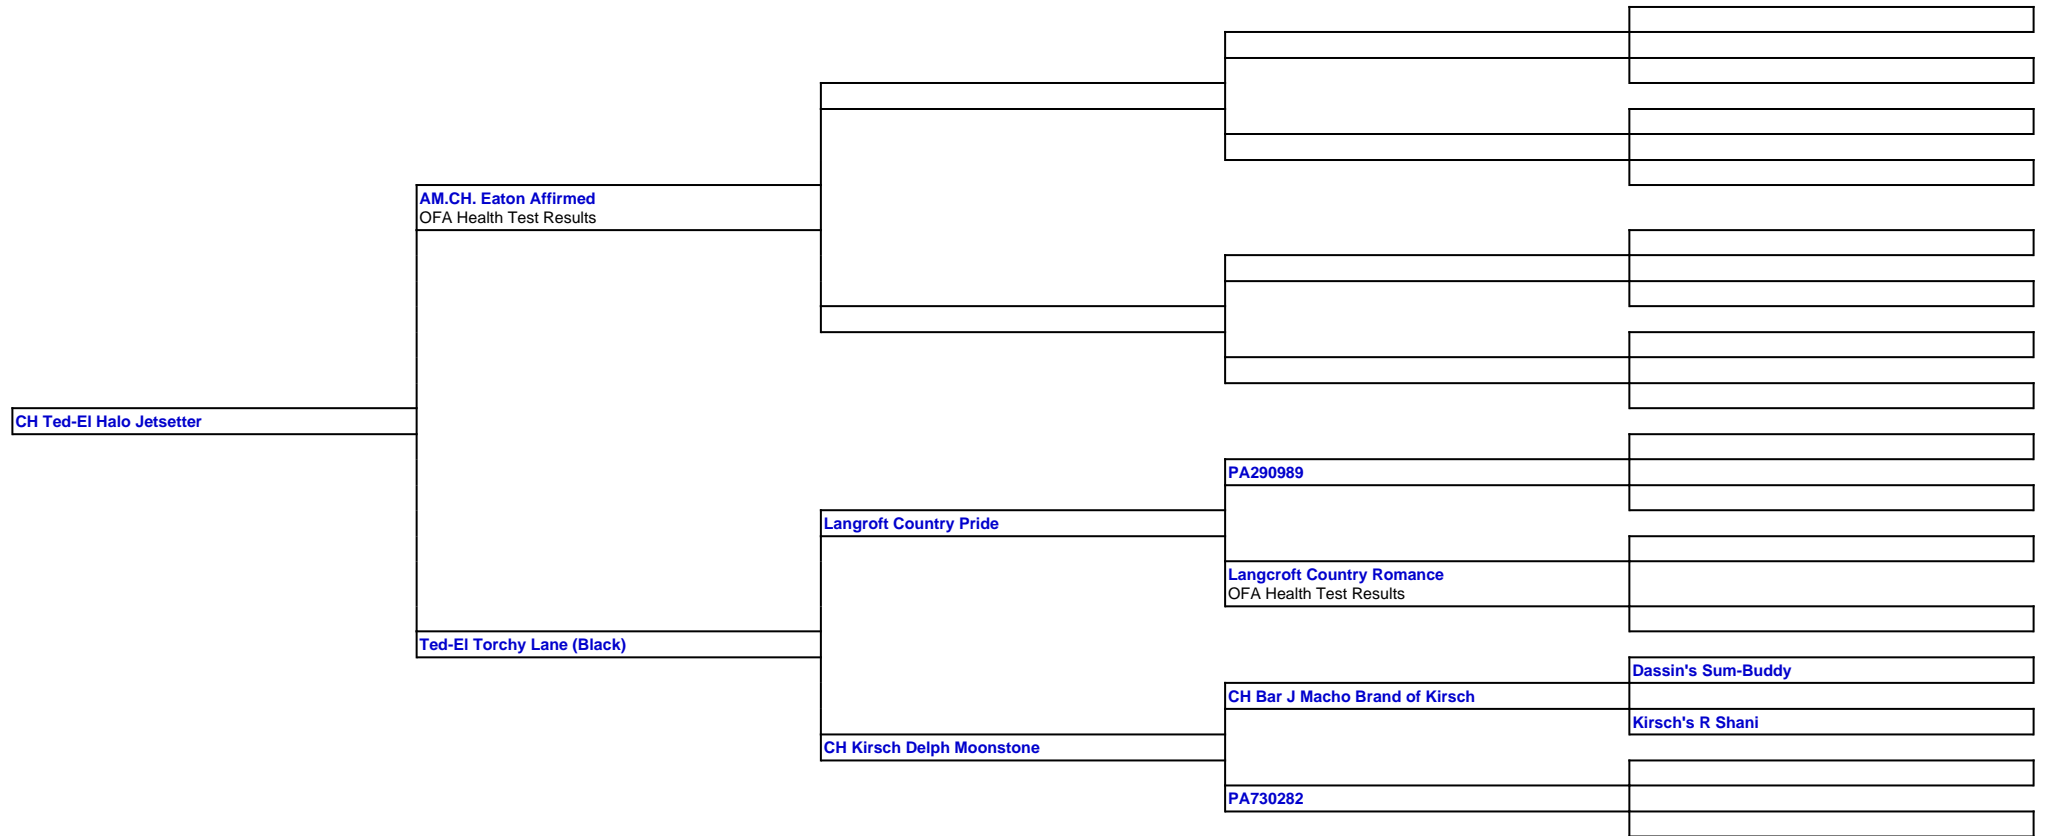 AM.CH. Eaton Affirmed
OFA Health Test Results
CH Ted-El Halo Jetsetter
PA290989
Langroft Country Pride
Langcroft Country Romance
OFA Health Test Results
Ted-El Torchy Lane (Black)
Dassin's Sum-Buddy
CH Bar J Macho Brand of Kirsch
Kirsch's R Shani
CH Kirsch Delph Moonstone
PA730282